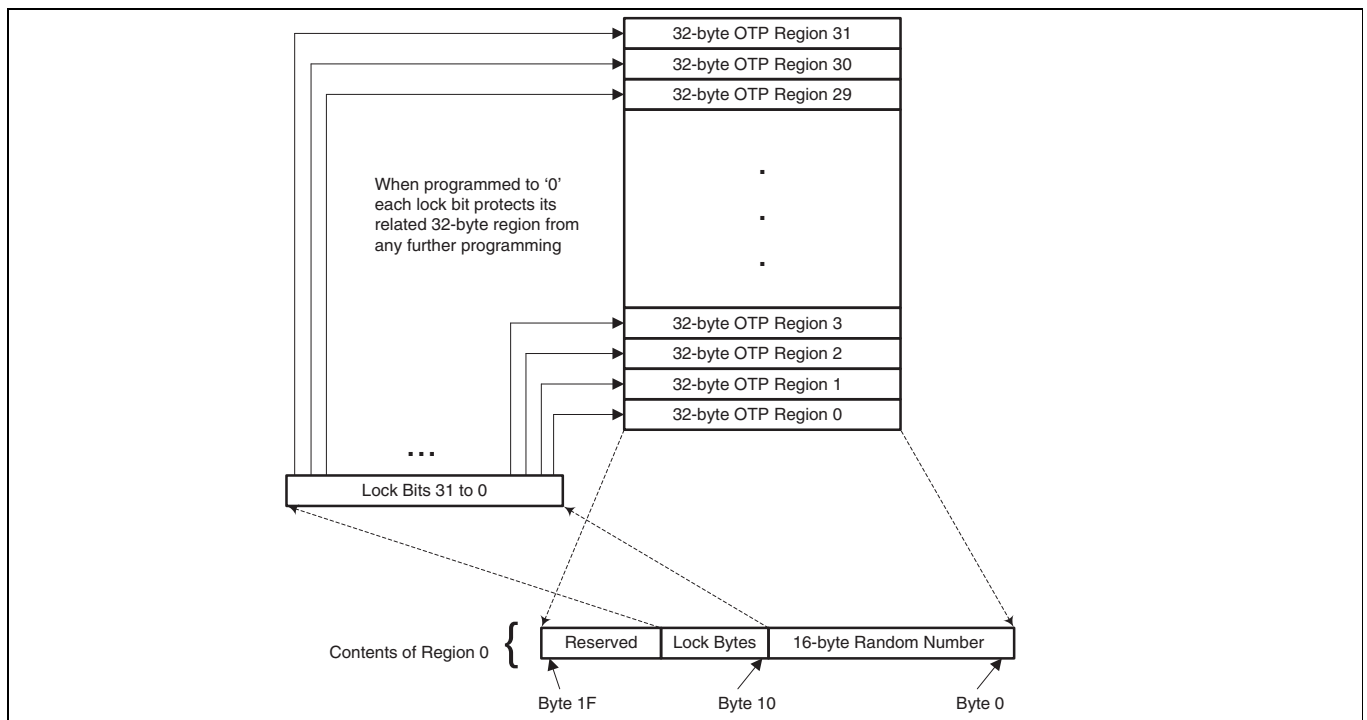 32-byte OTP Region 31
32-byte OTP Region 30
32-byte OTP Region 29
.
.
.
When programmed to ‘0’
each lock bit protects its
related 32-byte region from
any further programming
32-byte OTP Region 3
32-byte OTP Region 2
32-byte OTP Region 1
32-byte OTP Region 0
...
Lock Bits 31 to 0
Contents of Region 0 {
Reserved
Lock Bytes
16-byte Random Number
Byte 1F
Byte 10
Byte 0